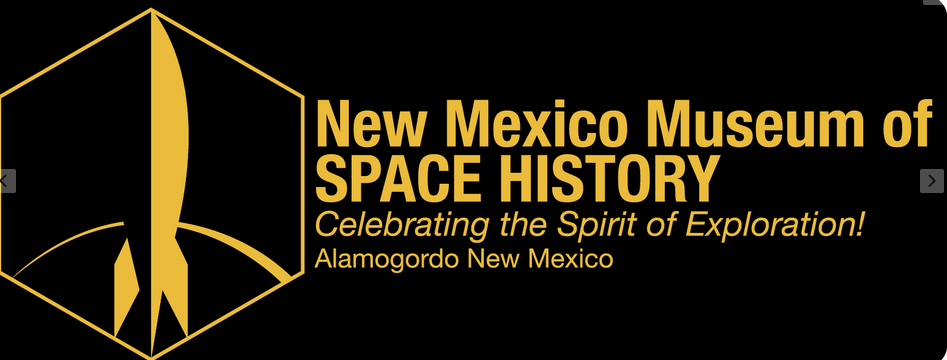 New Mexico Museum of
SPACE HISTORY
Celebrating the Spirit of Exploration!
Alamogordo New Mexico